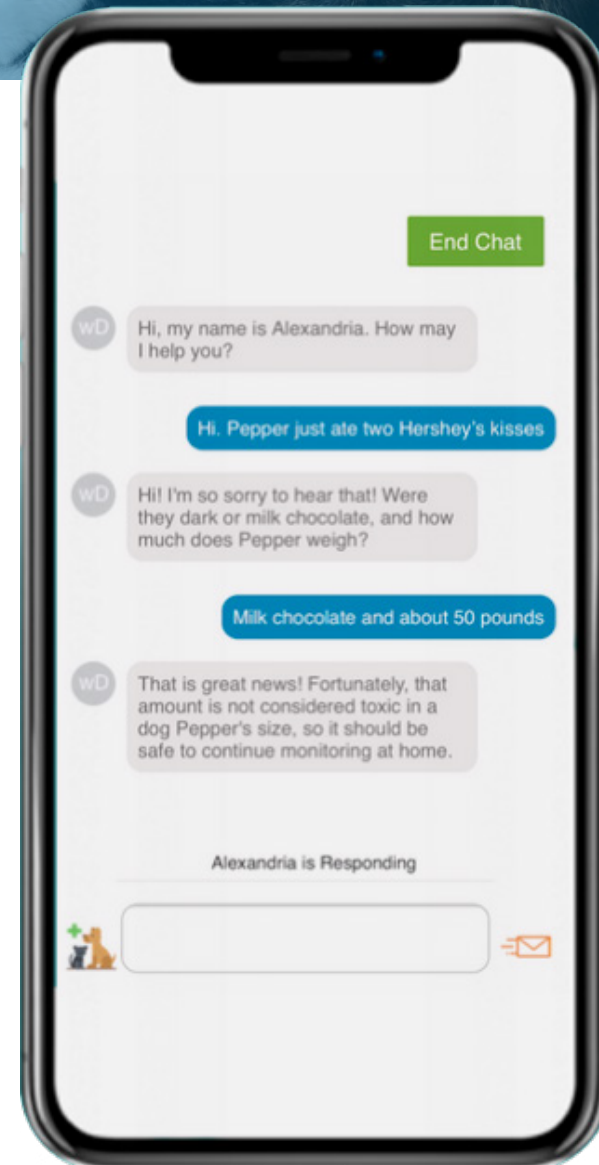 End Chat
wD
Hi, my name is Alexandria. How may
I help you?
Hi. Pepper just ate two Hershey's kisses
wD
Hi! I'm so sorry to hear that! Were
they dark or milk chocolate, and how
much does Pepper weigh?
Milk chocolate and about 50 pounds
wD
That is great news! Fortunately, that
amount is not considered toxic in a
dog Pepper's size, so it should be
safe to continue monitoring at home.
Alexandria is Responding